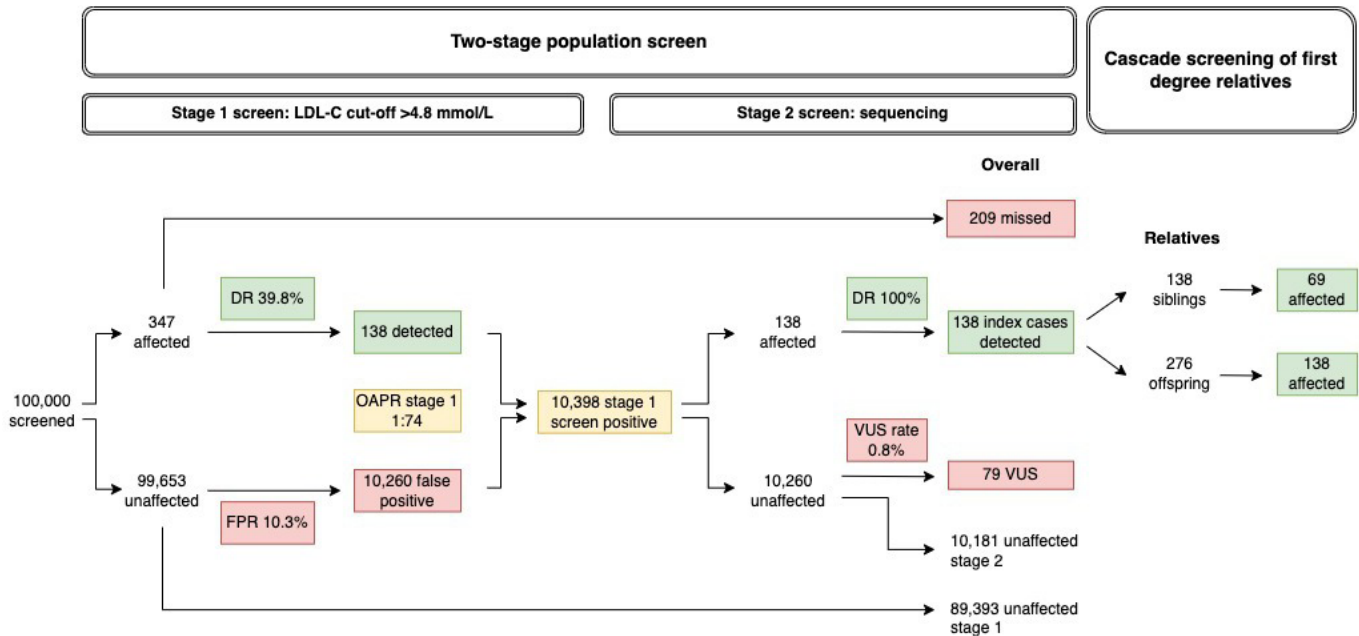 Two-stage population screen
Cascade screening of first
degree relatives
Stage 1 screen: LDL-C cut-off >4.8 mmol/L
Stage 2 screen: sequencing
Overall
209 missed
Relatives
DR 39.8%
DR 100%
138
siblings
69
affected
347
affected
138 detected
138
affected
138 index cases
detected
276
offspring
138
affected
100,000
screened
OAPR stage 1
1:74
10,398 stage 1
screen positive
VUS rate
0.8%
99,653
unaffected
10,260 false
positive
10,260
unaffected
79 VUS
FPR 10.3%
10,181 unaffected
stage 2
89,393 unaffected
stage 1